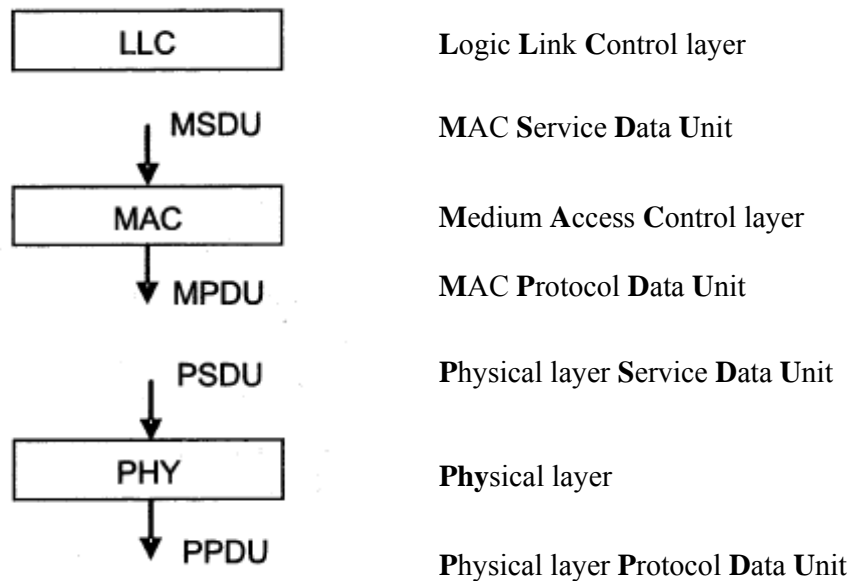 LLC Logic Link Control layer
MSDU MAC Service Data Unit
MAC Medium Access Control layer
MPDU MAC Protocol Data Unit
PSDU Physical layer Service Data Unit
PHY Physical layer
PPDU Physical layer Protocol Data Unit